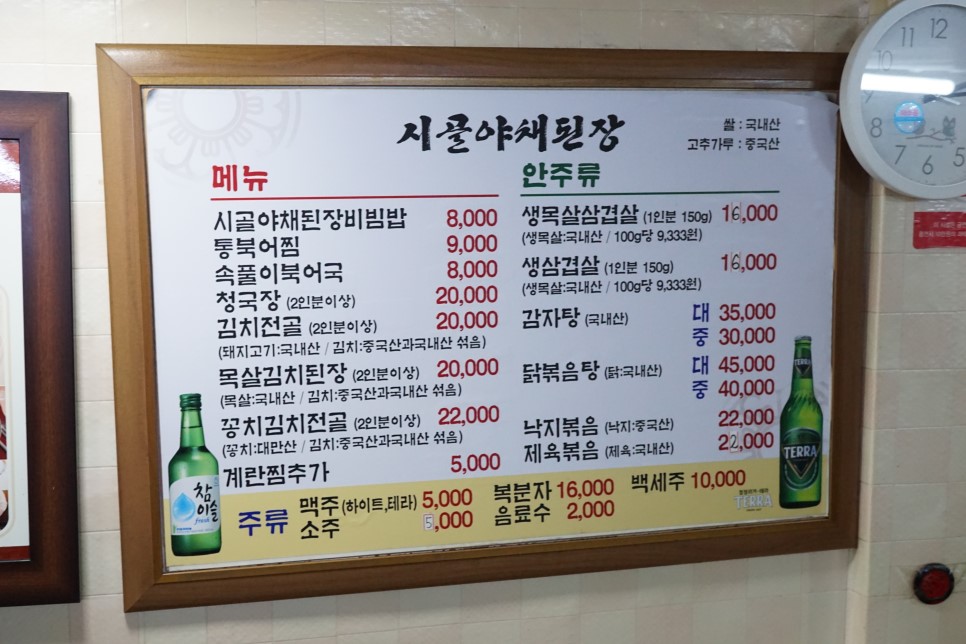 시골야채된장
쌀 : 국내산
고추가루 : 중국산
메뉴
시골야채된장비빔밥 8,000
통북어찜 9,000
속풀이북어국 8,000
청국장 (2인분이상) 20,000
김치전골 (2인분이상) 20,000
(돼지고기:국내산 / 김치:중국산과국내산 섞음)
목살김치된장 (2인분이상) 20,000
(목살:국내산 / 김치:중국산과국내산 섞음)
꽁치김치전골 (2인분이상) 22,000
(꽁치:대만산 / 김치:중국산과국내산 섞음)
계란찜추가 5,000
안주류
생목살삼겹살 (1인분 150g) 16,000
(생목살:국내산 / 100g당 9,333원)
생삼겹살 (1인분 150g) 16,000
(생목살:국내산 / 100g당 9,333원)
감자탕 (국내산) 대 35,000
중 30,000
닭볶음탕 (닭:국내산) 대 45,000
중 40,000
낙지볶음 (낙지:중국산) 22,000
제육볶음 (제육:국내산) 22,000
주류
맥주 (하이트,테라) 5,000
소주 5,000
복분자 16,000
음료수 2,000
백세주 10,000
참이슬
fresh
TERRA
TERRA
TERRA
10 11 12
8 7 6 5